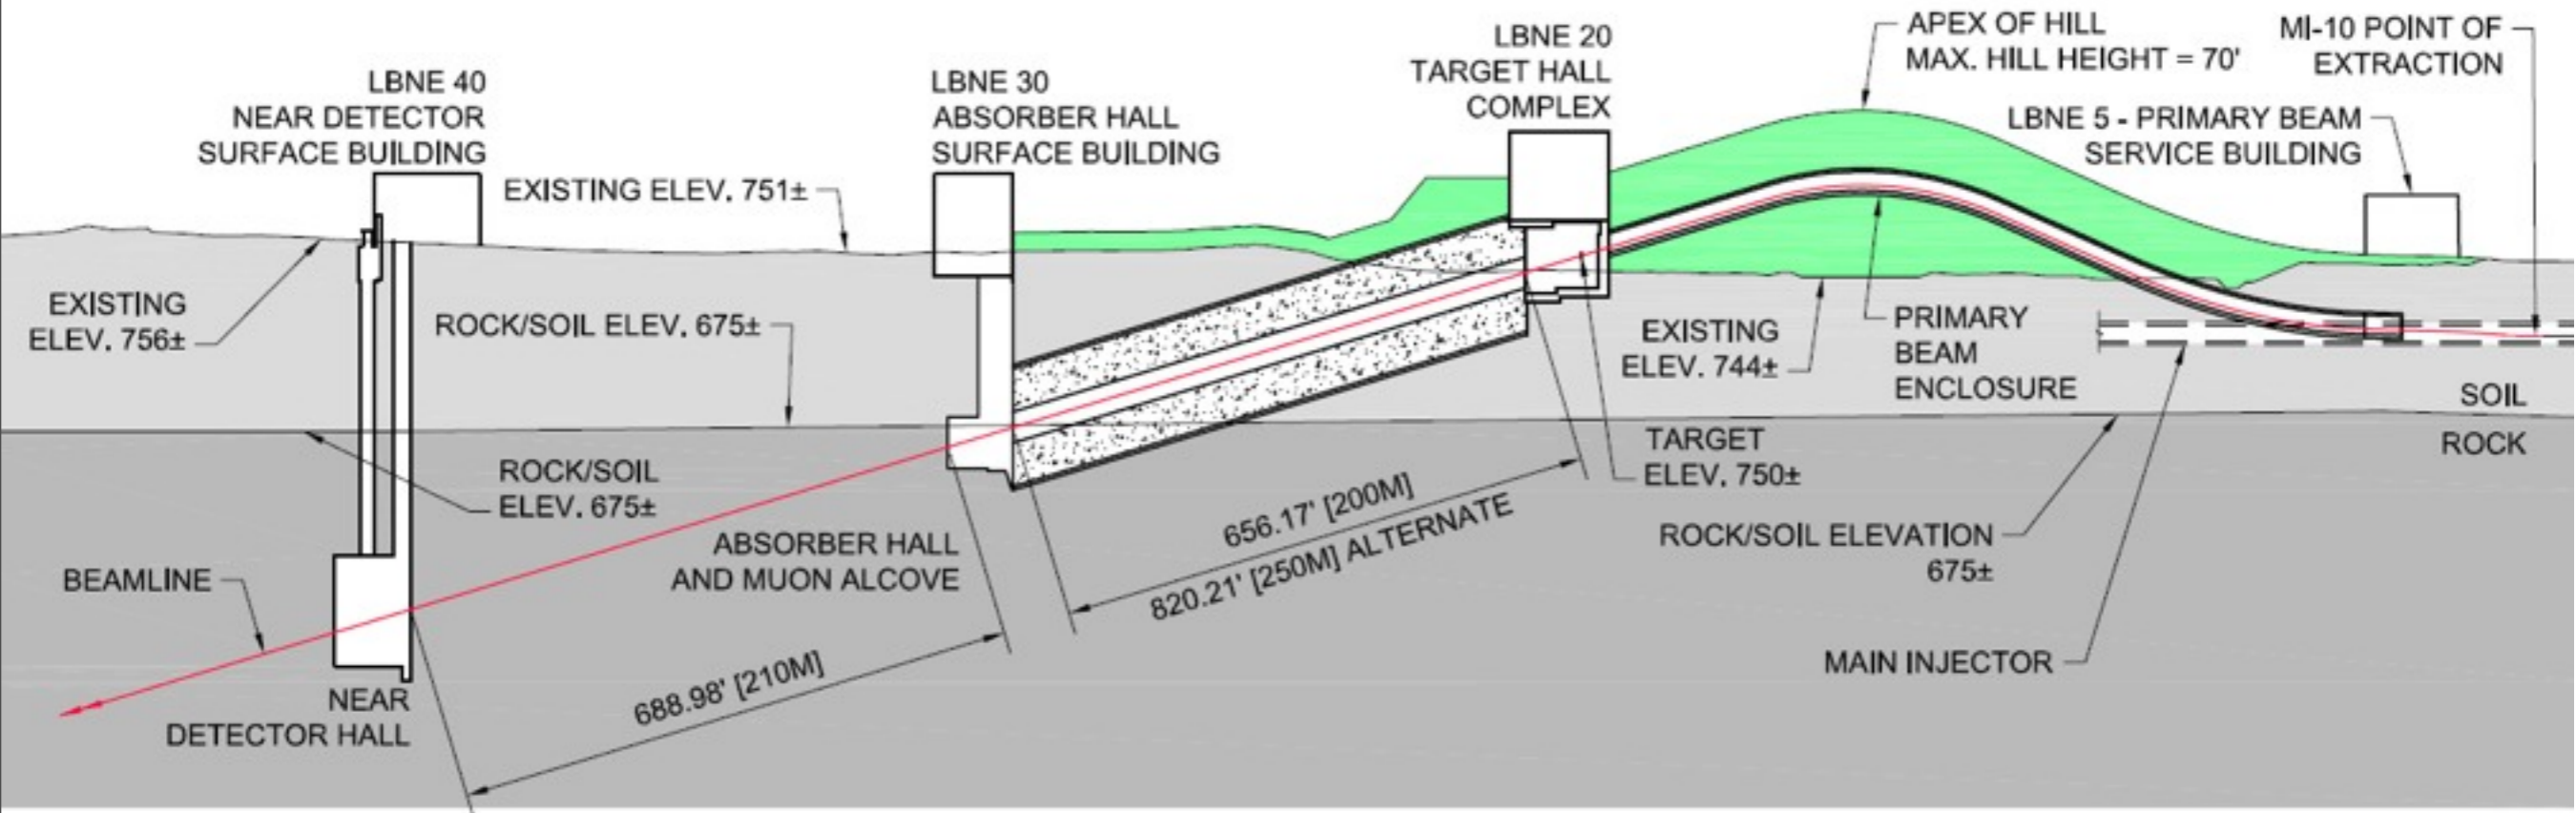 LBNE 40
NEAR DETECTOR
SURFACE BUILDING
EXISTING ELEV. 751±
LBNE 30
ABSORBER HALL
SURFACE BUILDING
LBNE 20
TARGET HALL
COMPLEX
APEX OF HILL
MAX. HILL HEIGHT = 70'
MI-10 POINT OF
EXTRACTION
LBNE 5 - PRIMARY BEAM
SERVICE BUILDING
EXISTING
ELEV. 756±
ROCK/SOIL ELEV. 675±
EXISTING
ELEV. 744±
PRIMARY
BEAM
ENCLOSURE
SOIL
ROCK
ROCK/SOIL
ELEV. 675±
TARGET
ELEV. 750±
656.17' [200M]
820.21' [250M] ALTERNATE
ROCK/SOIL ELEVATION
675±
BEAMLINE
ABSORBER HALL
AND MUON ALCOVE
688.98' [210M]
MAIN INJECTOR
NEAR
DETECTOR HALL